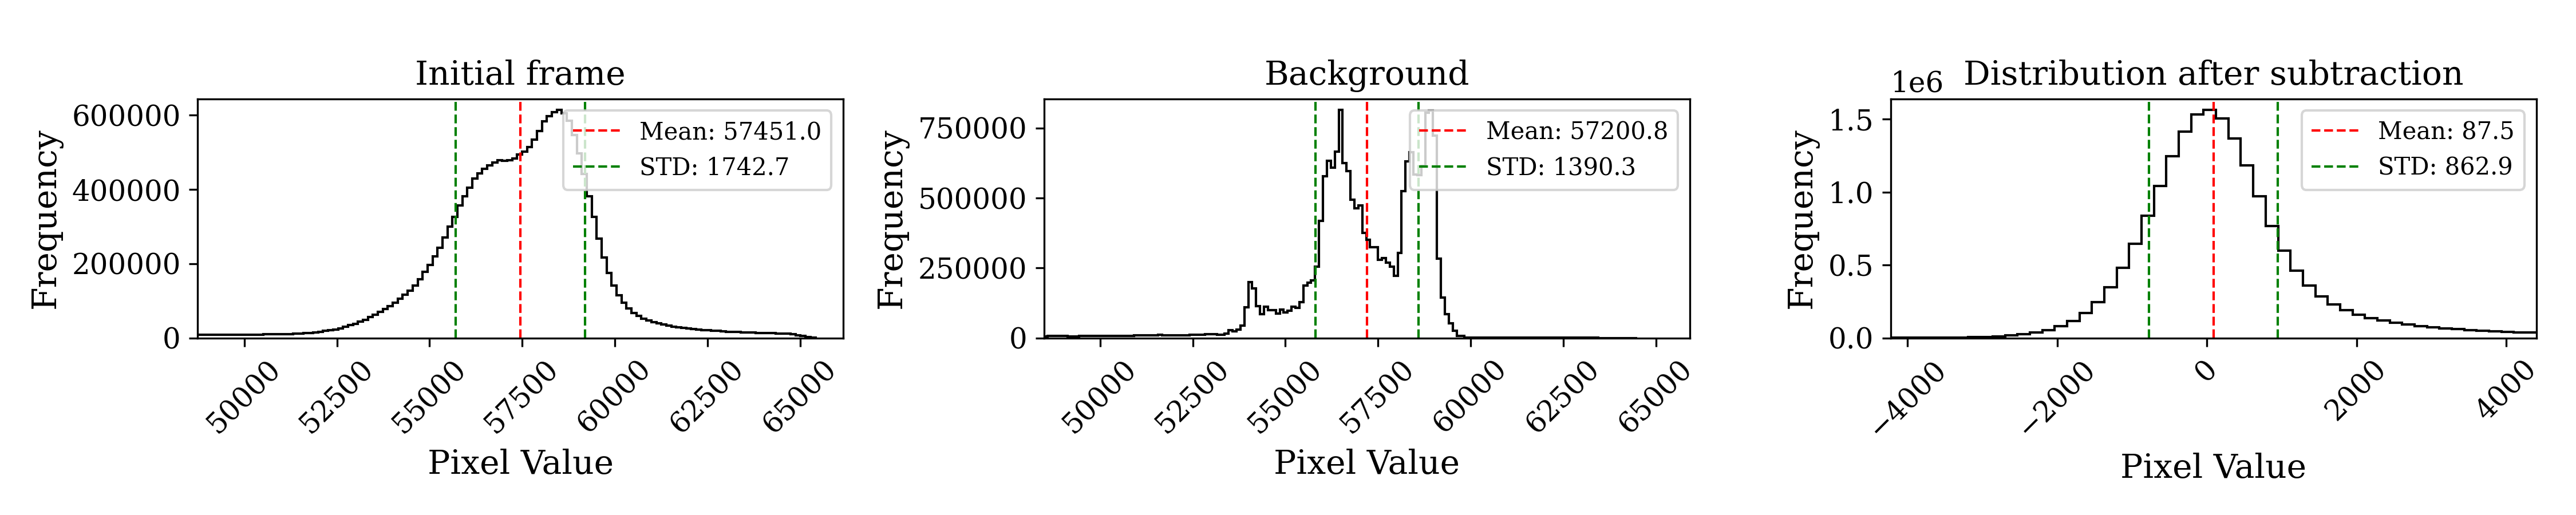 Initial frame
Frequency
600000
400000
200000
0
Mean: 57451.0
STD: 1742.7
50000
52500
55000
57500
60000
62500
65000
Pixel Value
Background
Frequency
750000
500000
250000
0
Mean: 57200.8
STD: 1390.3
50000
52500
55000
57500
60000
62500
65000
Pixel Value
1e6 Distribution after subtraction
Frequency
1.5
1.0
0.5
0.0
Mean: 87.5
STD: 862.9
−4000
−2000
0
2000
4000
Pixel Value